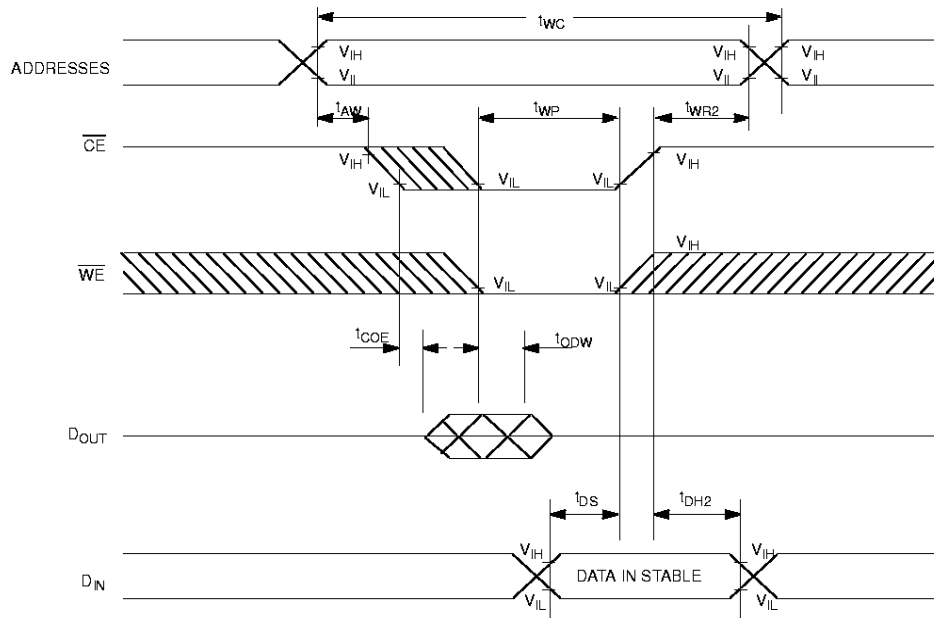 tWC
ADDRESSES
VIH VIH VIH
VIL VIL VIL
tAW tWP tWR2
CE
VIH VIH
VIL VIL VIL
WE
VIH
VIL VIL
tCOE tODW
DOUT
tDS tDH2
DIN
VIH VIH
DATA IN STABLE
VIL VIL